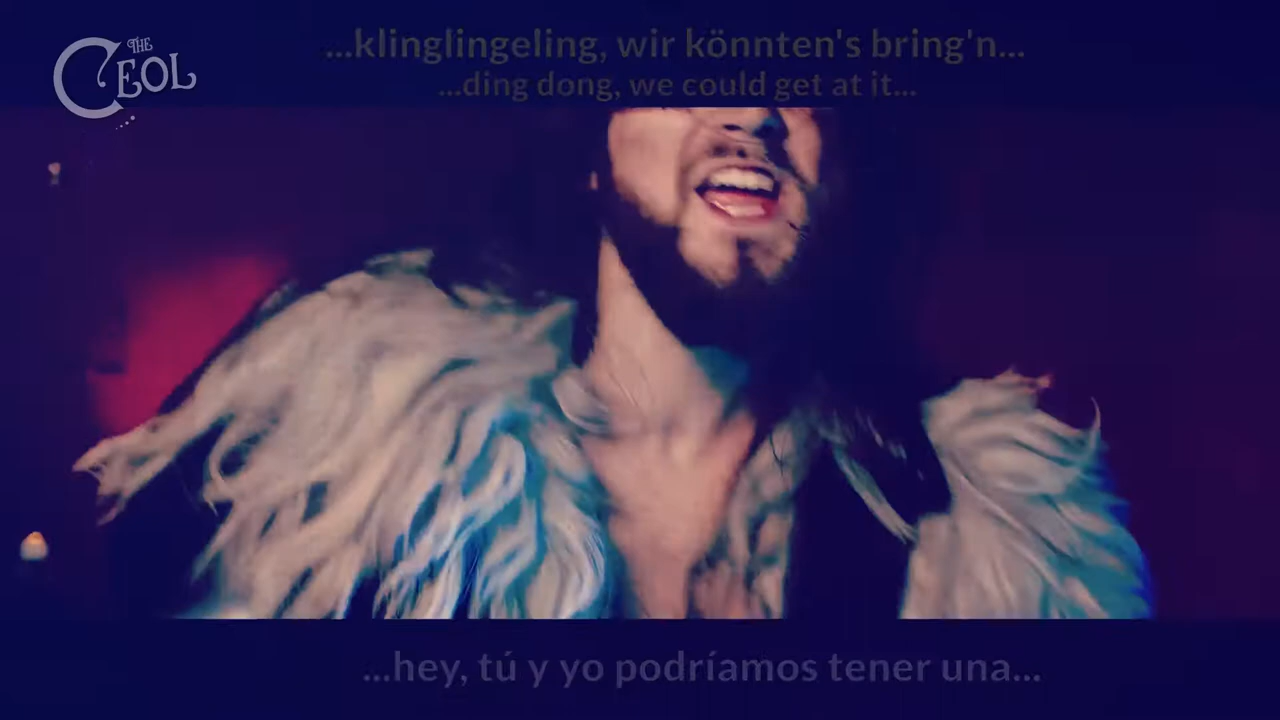 THE
CEOL
...klinglingeling, wir könnten's bring'n...
...ding dong, we could get at it...
...hey, tú y yo podríamos tener una...